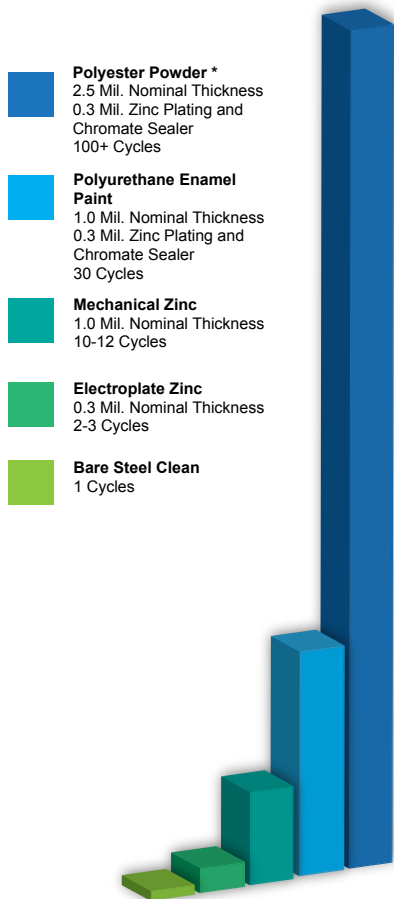 Polyester Powder *
2.5 Mil. Nominal Thickness
0.3 Mil. Zinc Plating and
Chromate Sealer
100+ Cycles
Polyurethane Enamel
Paint
1.0 Mil. Nominal Thickness
0.3 Mil. Zinc Plating and
Chromate Sealer
30 Cycles
Mechanical Zinc
1.0 Mil. Nominal Thickness
10-12 Cycles
Electroplate Zinc
0.3 Mil. Nominal Thickness
2-3 Cycles
Bare Steel Clean
1 Cycles